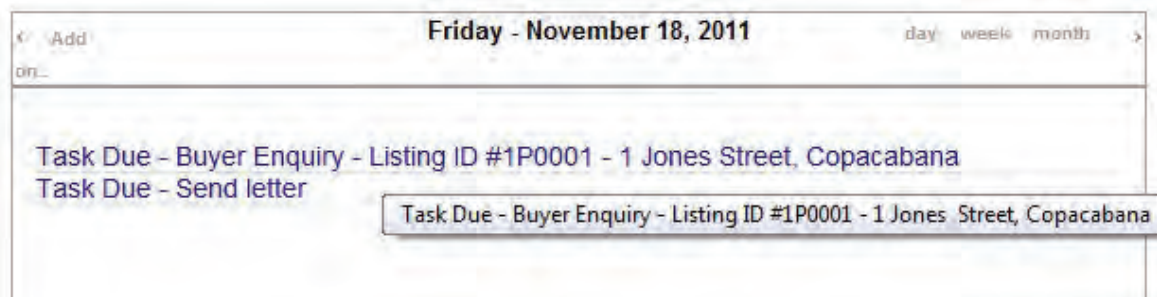 ‹ Add Friday - November 18, 2011 day week month ›
on...
Task Due - Buyer Enquiry - Listing ID #1P0001 - 1 Jones Street, Copacabana
Task Due - Send letter
Task Due - Buyer Enquiry - Listing ID #1P0001 - 1 Jones Street, Copacabana